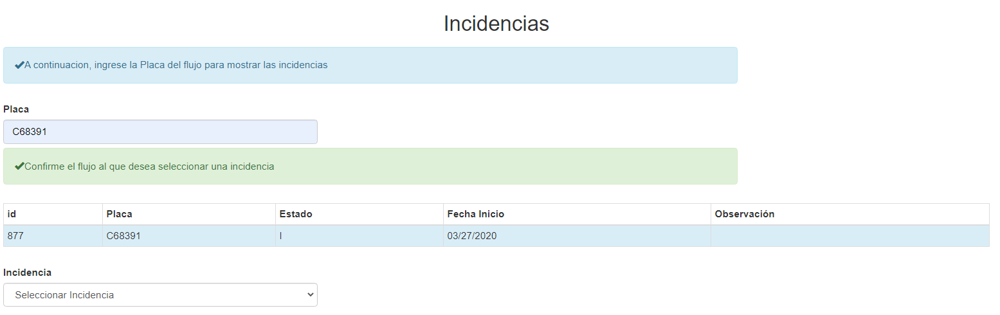 Incidencias
A continuacion, ingrese la Placa del flujo para mostrar las incidencias
Placa
C68391
Confirme el flujo al que desea seleccionar una incidencia
id Placa Estado Fecha Inicio Observación
877 C68391 I 03/27/2020
Incidencia
Seleccionar Incidencia